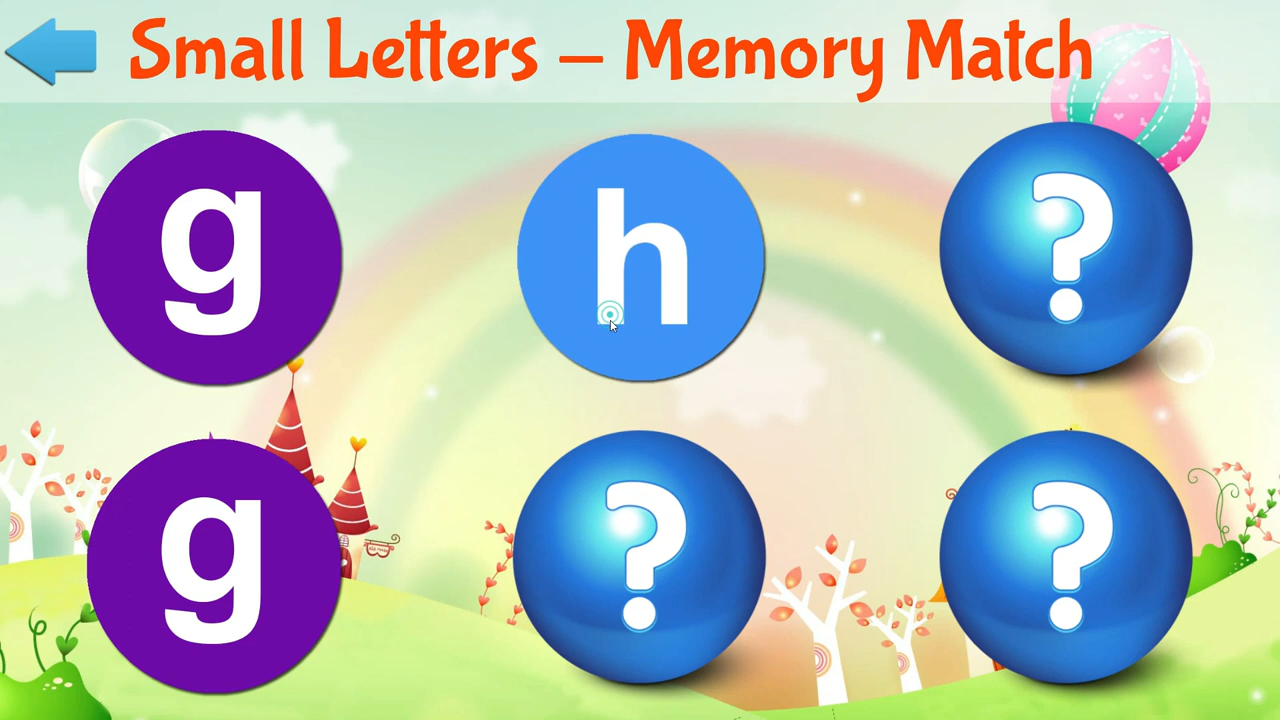 Small Letters – Memory Match
g h ?
g ? ?